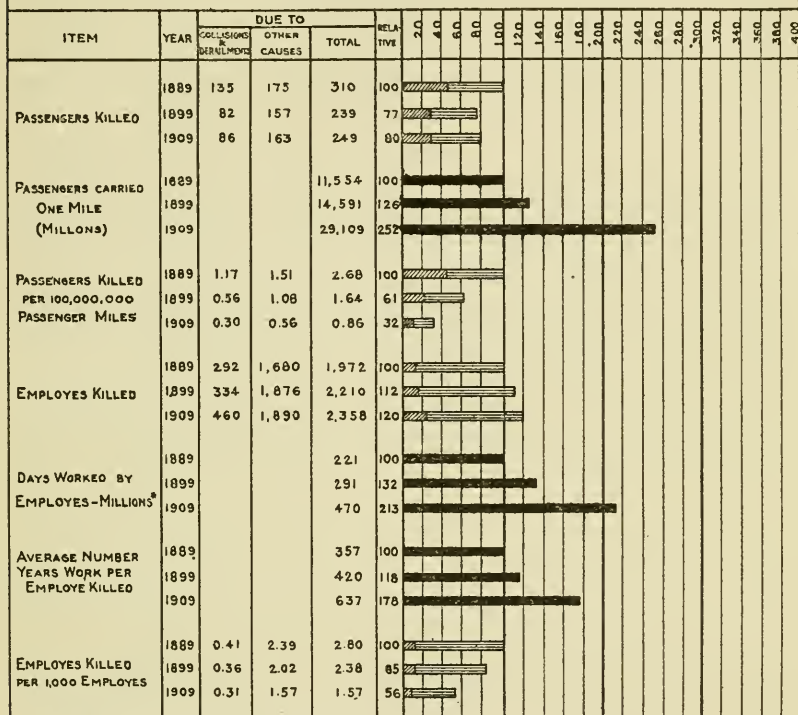 ITEM YEAR DUE TO RELA-TIVE 20 40 60 80 100 120 140 160 180 200 220 240 260 280 300 320 340 360 380 400
COLLISIONS & DERAILMENTS OTHER CAUSES TOTAL
1889 135 175 310 100
PASSENGERS KILLED 1899 82 157 239 77
1909 86 163 249 80
PASSENGERS CARRIED 1889 11,554 100
ONE MILE 1899 14,591 126
(MILLONS) 1909 29,109 252
PASSENGERS KILLED 1889 1.17 1.51 2.68 100
PER 100,000,000 1899 0.56 1.08 1.64 61
PASSENGER MILES 1909 0.30 0.56 0.86 32
1889 292 1,680 1,972 100
EMPLOYES KILLED 1899 334 1,876 2,210 112
1909 460 1,890 2,358 120
1889 221 100
DAYS WORKED BY 1899 291 132
EMPLOYES-MILLIONS* 1909 470 213
AVERAGE NUMBER 1889 357 100
YEARS WORK PER 1899 420 118
EMPLOYE KILLED 1909 637 178
1889 0.41 2.39 2.80 100
EMPLOYES KILLED 1899 0.36 2.02 2.38 85
PER 1,000 EMPLOYES 1909 0.31 1.57 1.57 56